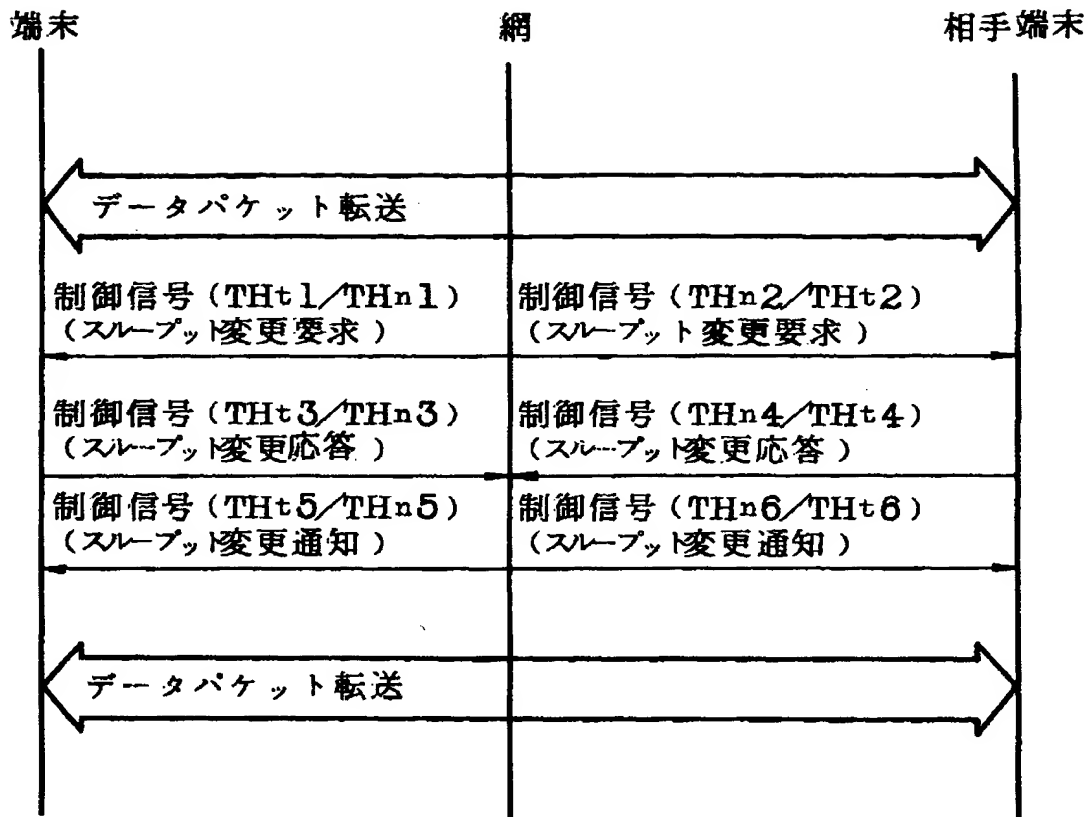 端末 網 相手端末
データパケット転送
制御信号(THt1/THn1) 制御信号(THn2/THt2)
(スループット変更要求) (スループット変更要求)
制御信号(THt3/THn3) 制御信号(THn4/THt4)
(スループット変更応答) (スループット変更応答)
制御信号(THt5/THn5) 制御信号(THn6/THt6)
(スループット変更通知) (スループット変更通知)
データパケット転送